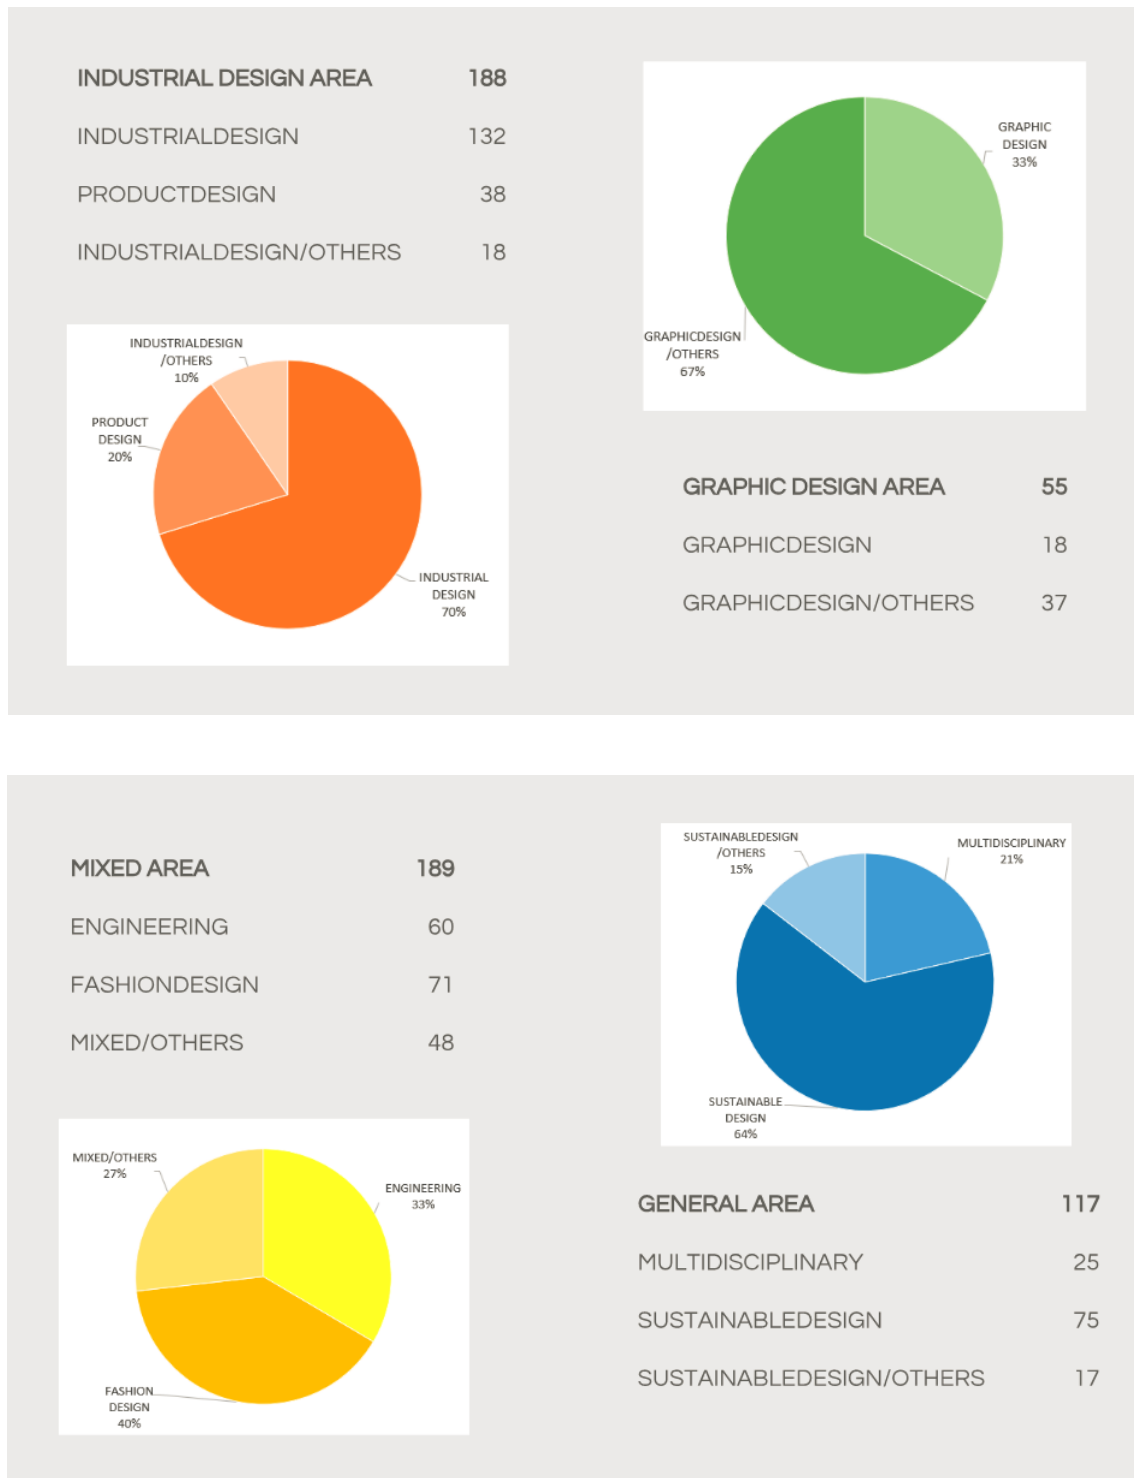 INDUSTRIAL DESIGN AREA 188
INDUSTRIALDESIGN 132
PRODUCTDESIGN 38
INDUSTRIALDESIGN/OTHERS 18
INDUSTRIALDESIGN
/OTHERS
10%
PRODUCT
DESIGN
20%
INDUSTRIAL
DESIGN
70%
GRAPHIC
DESIGN
33%
GRAPHICDESIGN
/OTHERS
67%
GRAPHIC DESIGN AREA 55
GRAPHICDESIGN 18
GRAPHICDESIGN/OTHERS 37
MIXED AREA 189
ENGINEERING 60
FASHIONDESIGN 71
MIXED/OTHERS 48
MIXED/OTHERS
27%
ENGINEERING
33%
FASHION
DESIGN
40%
SUSTAINABLEDESIGN
/OTHERS
15%
MULTIDISCIPLINARY
21%
SUSTAINABLE
DESIGN
64%
GENERAL AREA 117
MULTIDISCIPLINARY 25
SUSTAINABLEDESIGN 75
SUSTAINABLEDESIGN/OTHERS 17